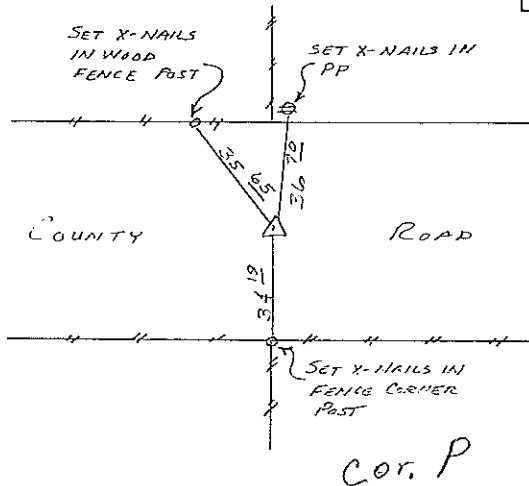 SET X-NAILS
IN WOOD
FENCE POST
SET X-NAILS IN
PP
35 65
36 70
COUNTY
ROAD
34 19
SET X-NAILS IN
FENCE CORNER
POST
Cor. P